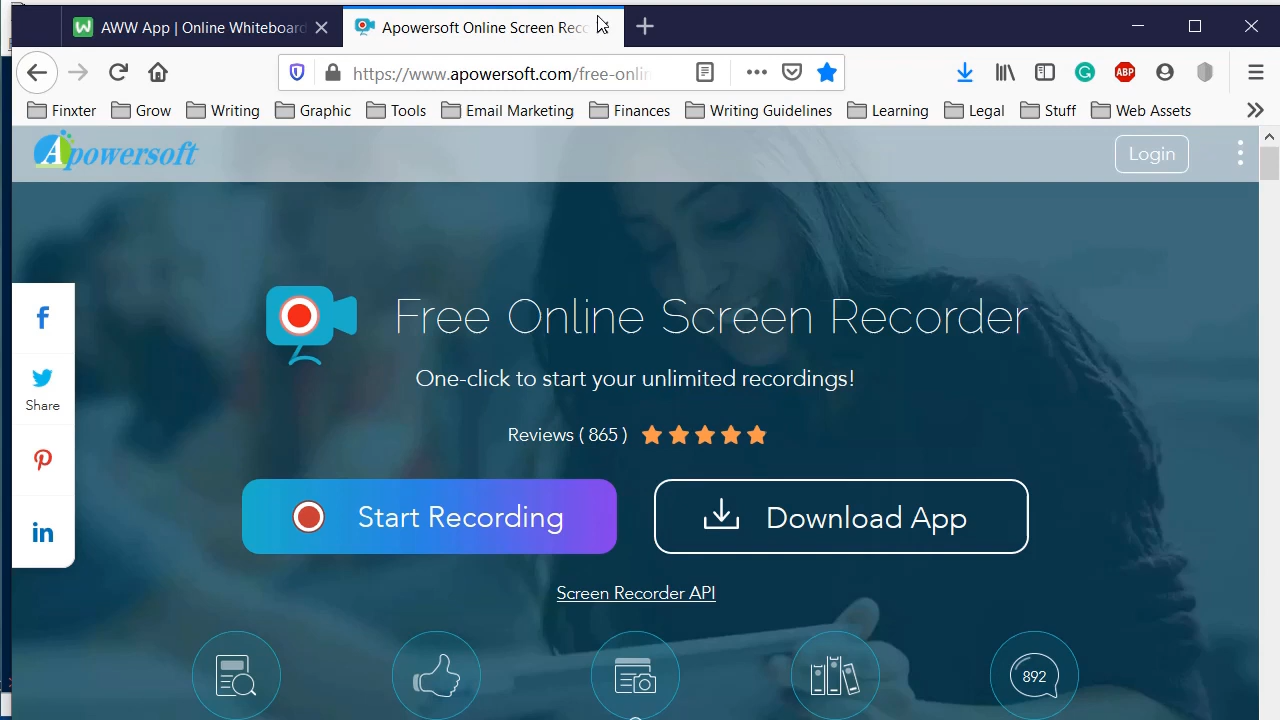 AWW App | Online Whiteboard
Apowersoft Online Screen Rec
https://www.apowersoft.com/free-onlin
ABP
Finxter Grow Writing Graphic Tools Email Marketing Finances Writing Guidelines Learning Legal Stuff Web Assets
Apowersoft
Login
Free Online Screen Recorder
One-click to start your unlimited recordings!
Reviews ( 865 )
Share
Start Recording
Download App
Screen Recorder API
892